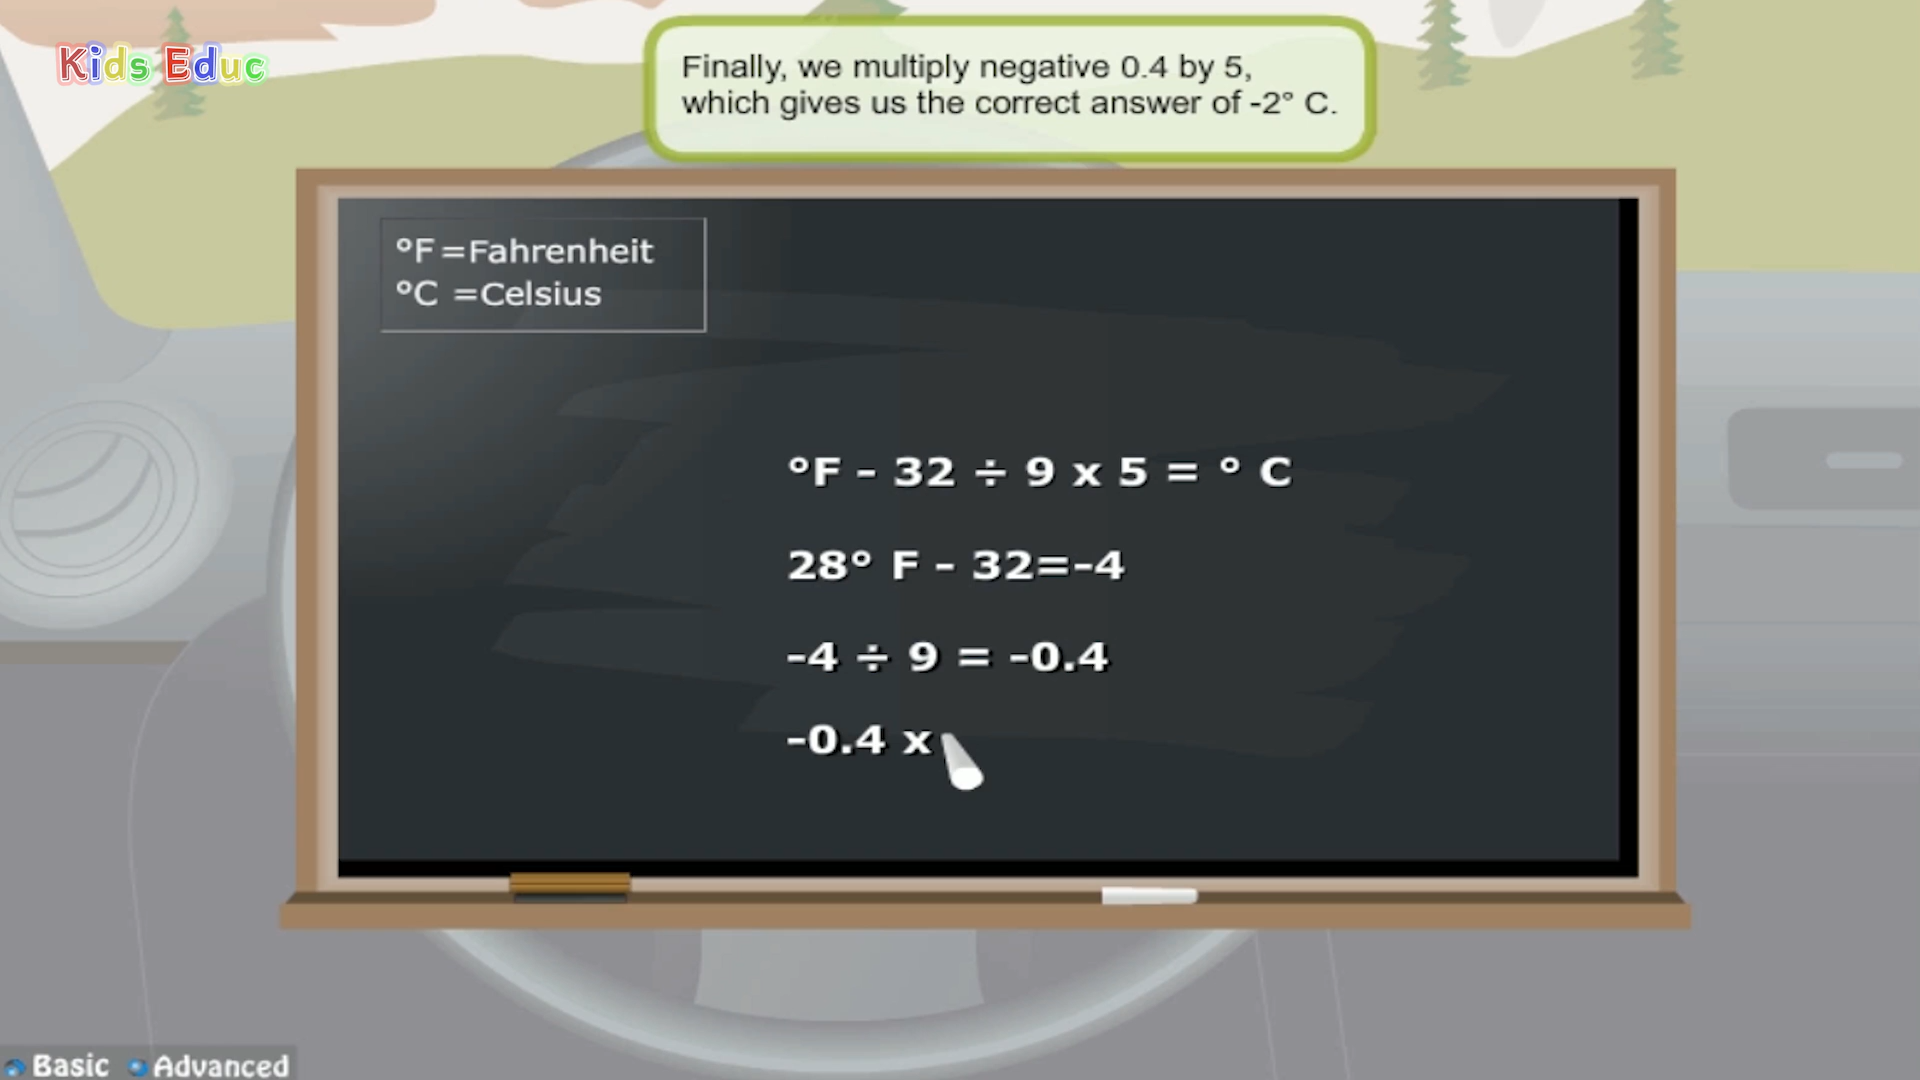 Kids Educ
Finally, we multiply negative 0.4 by 5,
which gives us the correct answer of -2° C.
°F=Fahrenheit
°C =Celsius
°F - 32 ÷ 9 x 5 = ° C
28° F - 32=-4
-4 ÷ 9 = -0.4
-0.4 x
Basic Advanced